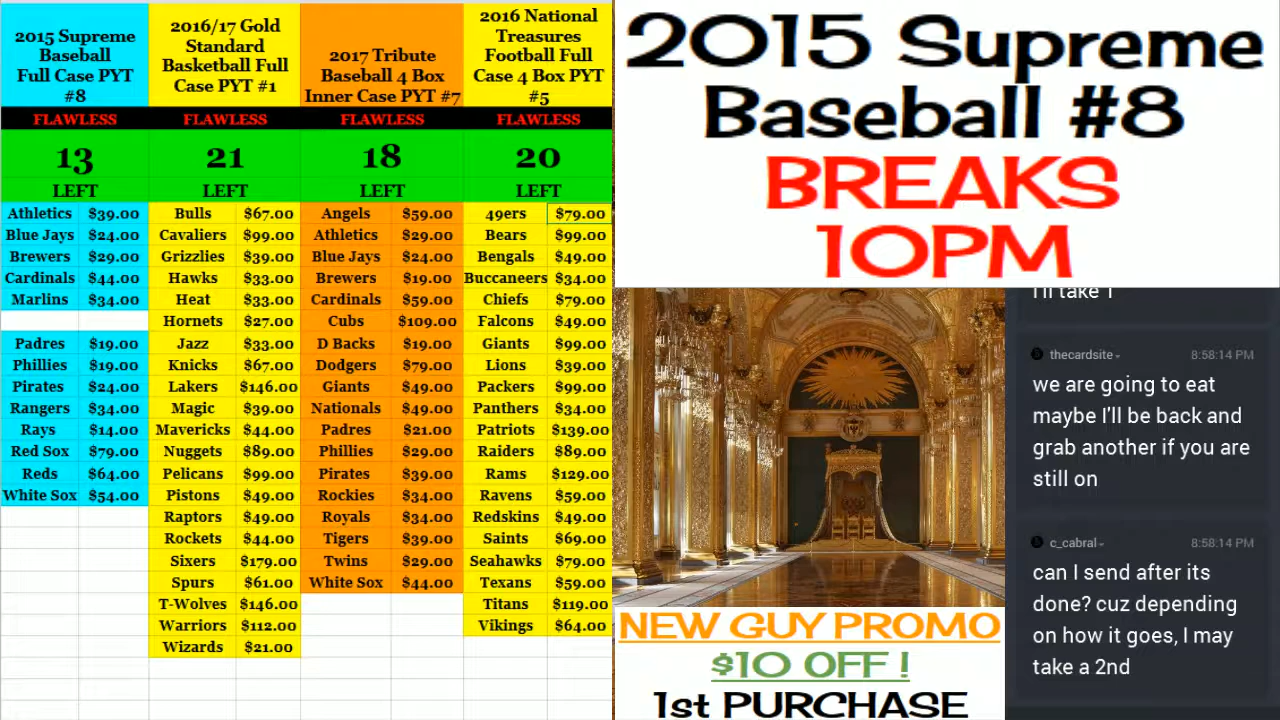 2015 Supreme
Baseball
Full Case PYT
#8
FLAWLESS
13
LEFT
Athletics $39.00
Blue Jays $24.00
Brewers $29.00
Cardinals $44.00
Marlins $34.00
Padres $19.00
Phillies $19.00
Pirates $24.00
Rangers $34.00
Rays $14.00
Red Sox $79.00
Reds $64.00
White Sox $54.00
2016/17 Gold
Standard
Basketball Full
Case PYT #1
FLAWLESS
21
LEFT
Bulls $67.00
Cavaliers $99.00
Grizzlies $39.00
Hawks $33.00
Heat $33.00
Hornets $27.00
Jazz $33.00
Knicks $67.00
Lakers $146.00
Magic $39.00
Mavericks $44.00
Nuggets $89.00
Pelicans $99.00
Pistons $49.00
Raptors $49.00
Rockets $44.00
Sixers $179.00
Spurs $61.00
T-Wolves $146.00
Warriors $112.00
Wizards $21.00
2017 Tribute
Baseball 4 Box
Inner Case PYT #7
FLAWLESS
18
LEFT
Angels $59.00
Athletics $29.00
Blue Jays $24.00
Brewers $19.00
Cardinals $59.00
Cubs $109.00
D Backs $19.00
Dodgers $79.00
Giants $49.00
Nationals $49.00
Padres $21.00
Phillies $29.00
Pirates $39.00
Rockies $34.00
Royals $34.00
Tigers $39.00
Twins $29.00
White Sox $44.00
2016 National
Treasures
Football Full
Case 4 Box PYT
#5
FLAWLESS
20
LEFT
49ers $79.00
Bears $99.00
Bengals $49.00
Buccaneers $34.00
Chiefs $79.00
Falcons $49.00
Giants $99.00
Lions $39.00
Packers $99.00
Panthers $34.00
Patriots $139.00
Raiders $89.00
Rams $129.00
Ravens $59.00
Redskins $49.00
Saints $69.00
Seahawks $79.00
Texans $59.00
Titans $119.00
Vikings $64.00
2015 Supreme
Baseball #8
BREAKS
10PM
NEW GUY PROMO
$10 OFF !
1st PURCHASE
I'll take 1
thecardsite 8:58:14 PM
we are going to eat
maybe I'll be back and
grab another if you are
still on
c_cabral 8:58:14 PM
can I send after its
done? cuz depending
on how it goes, I may
take a 2nd